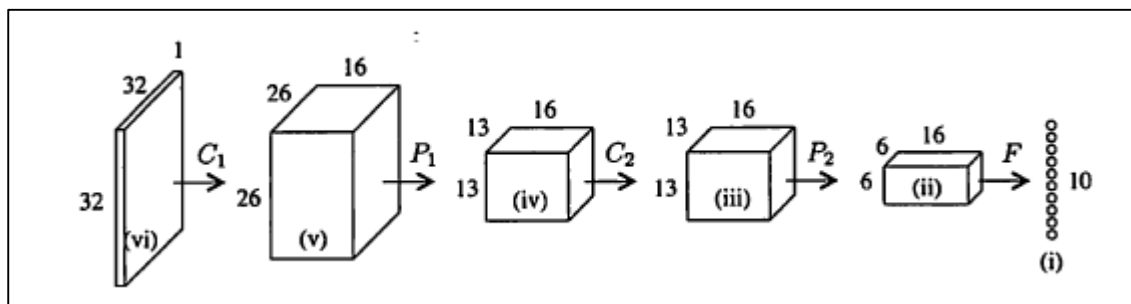 1
32
32
(vi)
C₁
16
26
26
(v)
P₁
16
13
13
(iv)
C₂
16
13
13
(iii)
P₂
16
6
6
(ii)
F
10
(i)